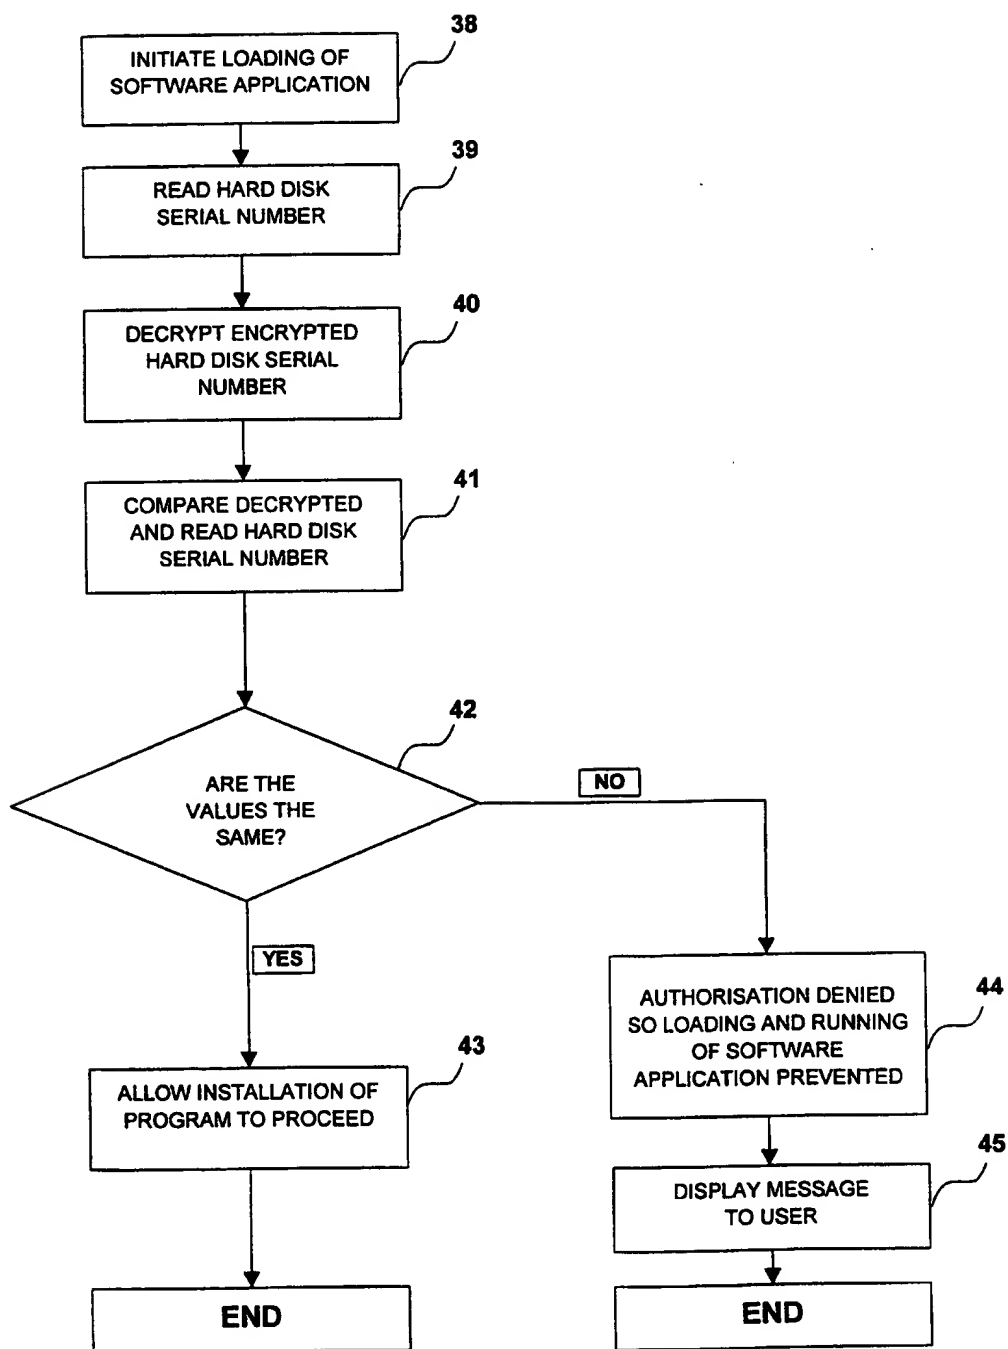 38
INITIATE LOADING OF
SOFTWARE APPLICATION
39
READ HARD DISK
SERIAL NUMBER
40
DECRYPT ENCRYPTED
HARD DISK SERIAL
NUMBER
41
COMPARE DECRYPTED
AND READ HARD DISK
SERIAL NUMBER
42
ARE THE
VALUES THE
SAME?
NO
YES
43
ALLOW INSTALLATION OF
PROGRAM TO PROCEED
END
44
AUTHORISATION DENIED
SO LOADING AND RUNNING
OF SOFTWARE
APPLICATION PREVENTED
45
DISPLAY MESSAGE
TO USER
END